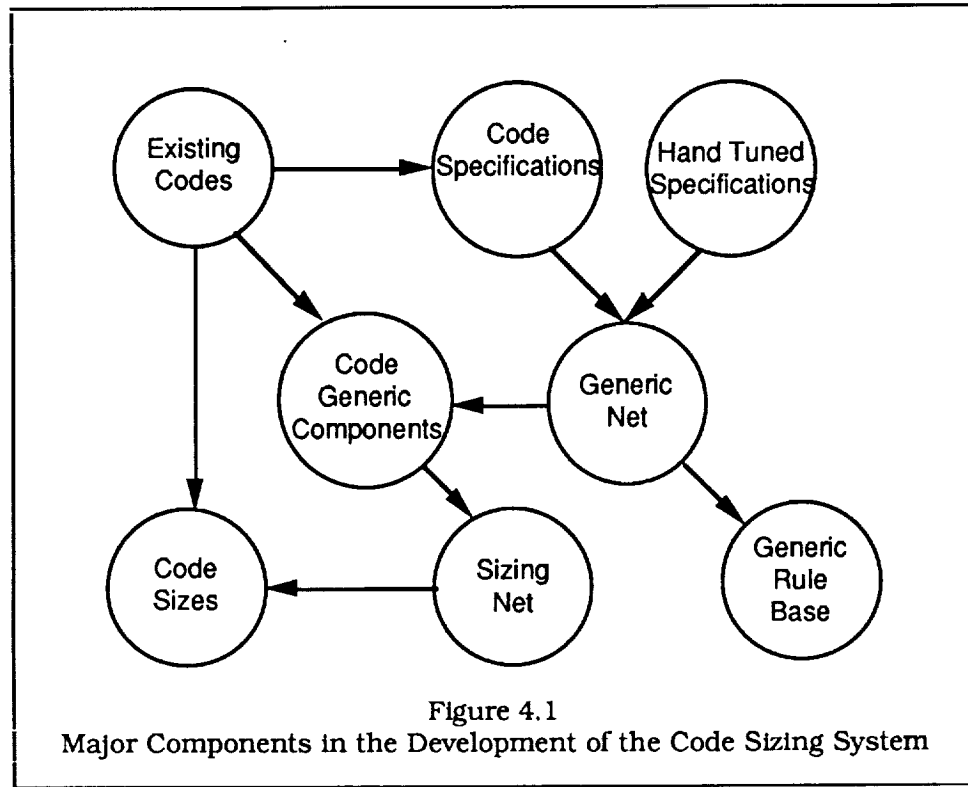 Existing
Codes
Code
Specifications
Hand Tuned
Specifications
Code
Generic
Components
Generic
Net
Code
Sizes
Sizing
Net
Generic
Rule
Base
Figure 4.1
Major Components in the Development of the Code Sizing System